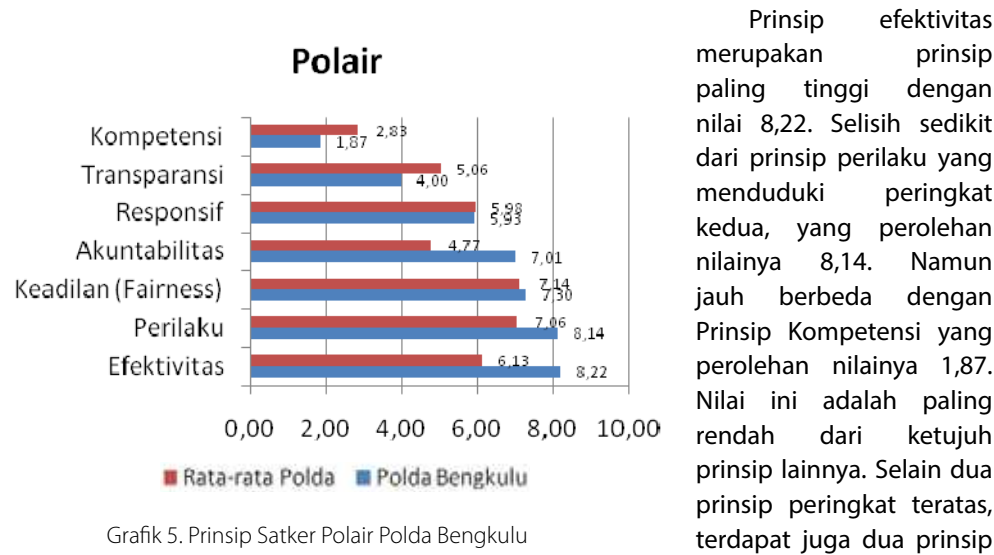 Polair
Kompetensi
2,83
1,87
Transparansi
5,06
4,00
Responsif
5,98
5,93
Akuntabilitas
4,77
7,01
Keadilan (Fairness)
7,14
7,30
Perilaku
7,06
8,14
Efektivitas
6,13
8,22
0,00 2,00 4,00 6,00 8,00 10,00
Rata-rata Polda Polda Bengkulu
Grafik 5. Prinsip Satker Polair Polda Bengkulu
Prinsip efektivitas
merupakan prinsip
paling tinggi dengan
nilai 8,22. Selisih sedikit
dari prinsip perilaku yang
menduduki peringkat
kedua, yang perolehan
nilainya 8,14. Namun
jauh berbeda dengan
Prinsip Kompetensi yang
perolehan nilainya 1,87.
Nilai ini adalah paling
rendah dari ketujuh
prinsip lainnya. Selain dua
prinsip peringkat teratas,
terdapat juga dua prinsip